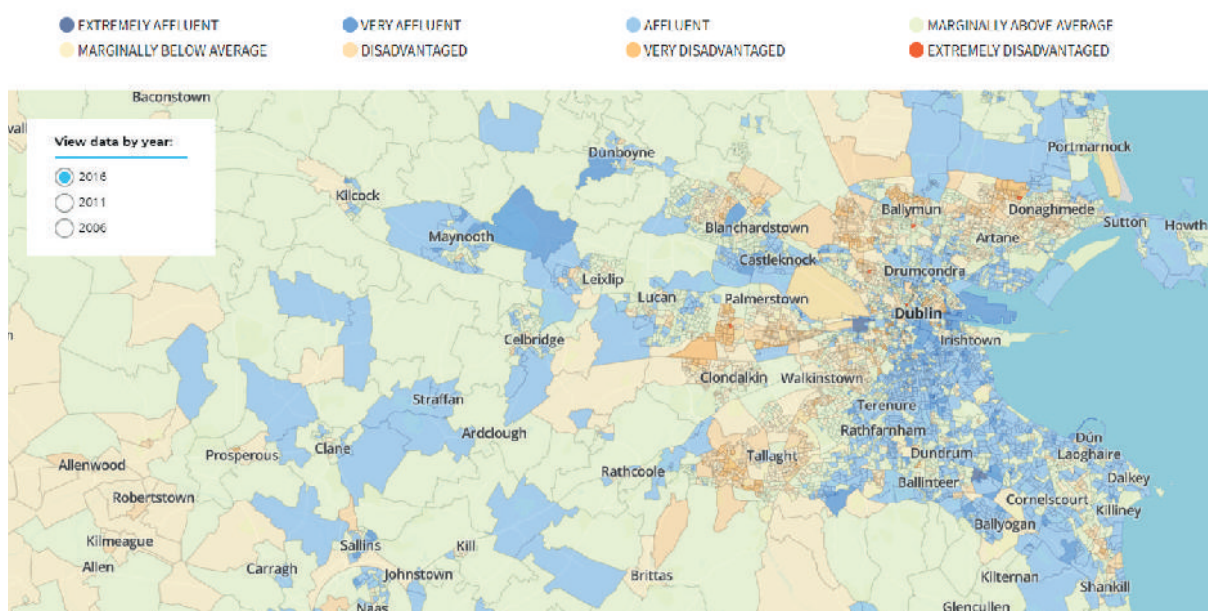 EXTREMELY AFFLUENT VERY AFFLUENT AFFLUENT MARGINALLY ABOVE AVERAGE
MARGINALLY BELOW AVERAGE DISADVANTAGED VERY DISADVANTAGED EXTREMELY DISADVANTAGED
Baconstown
View data by year:
2016
2011
2006
Portmarnock
Dunboyne
Kilcock
Ballymun
Donaghmede
Blanchardstown
Sutton
Howth
Maynooth
Artane
Castleknock
Drumcondra
Leixlip
Lucan
Palmerstown
Dublin
Celbridge
Irishtown
Clondalkin
Walkinstown
Straffan
Terenure
Ardclough
Rathfarnham
Dún
Laoghaire
Clane
Prosperous
Tallaght
Dundrum
Allenwood
Rathcoole
Ballinteer
Dalkey
Robertstown
Cornelscourt
Killiney
Ballyogan
Kilmeague
Sallins
Kill
Allen
Carragh
Johnstown
Brittas
Kilternan
Shankill
Naas
Glencullen